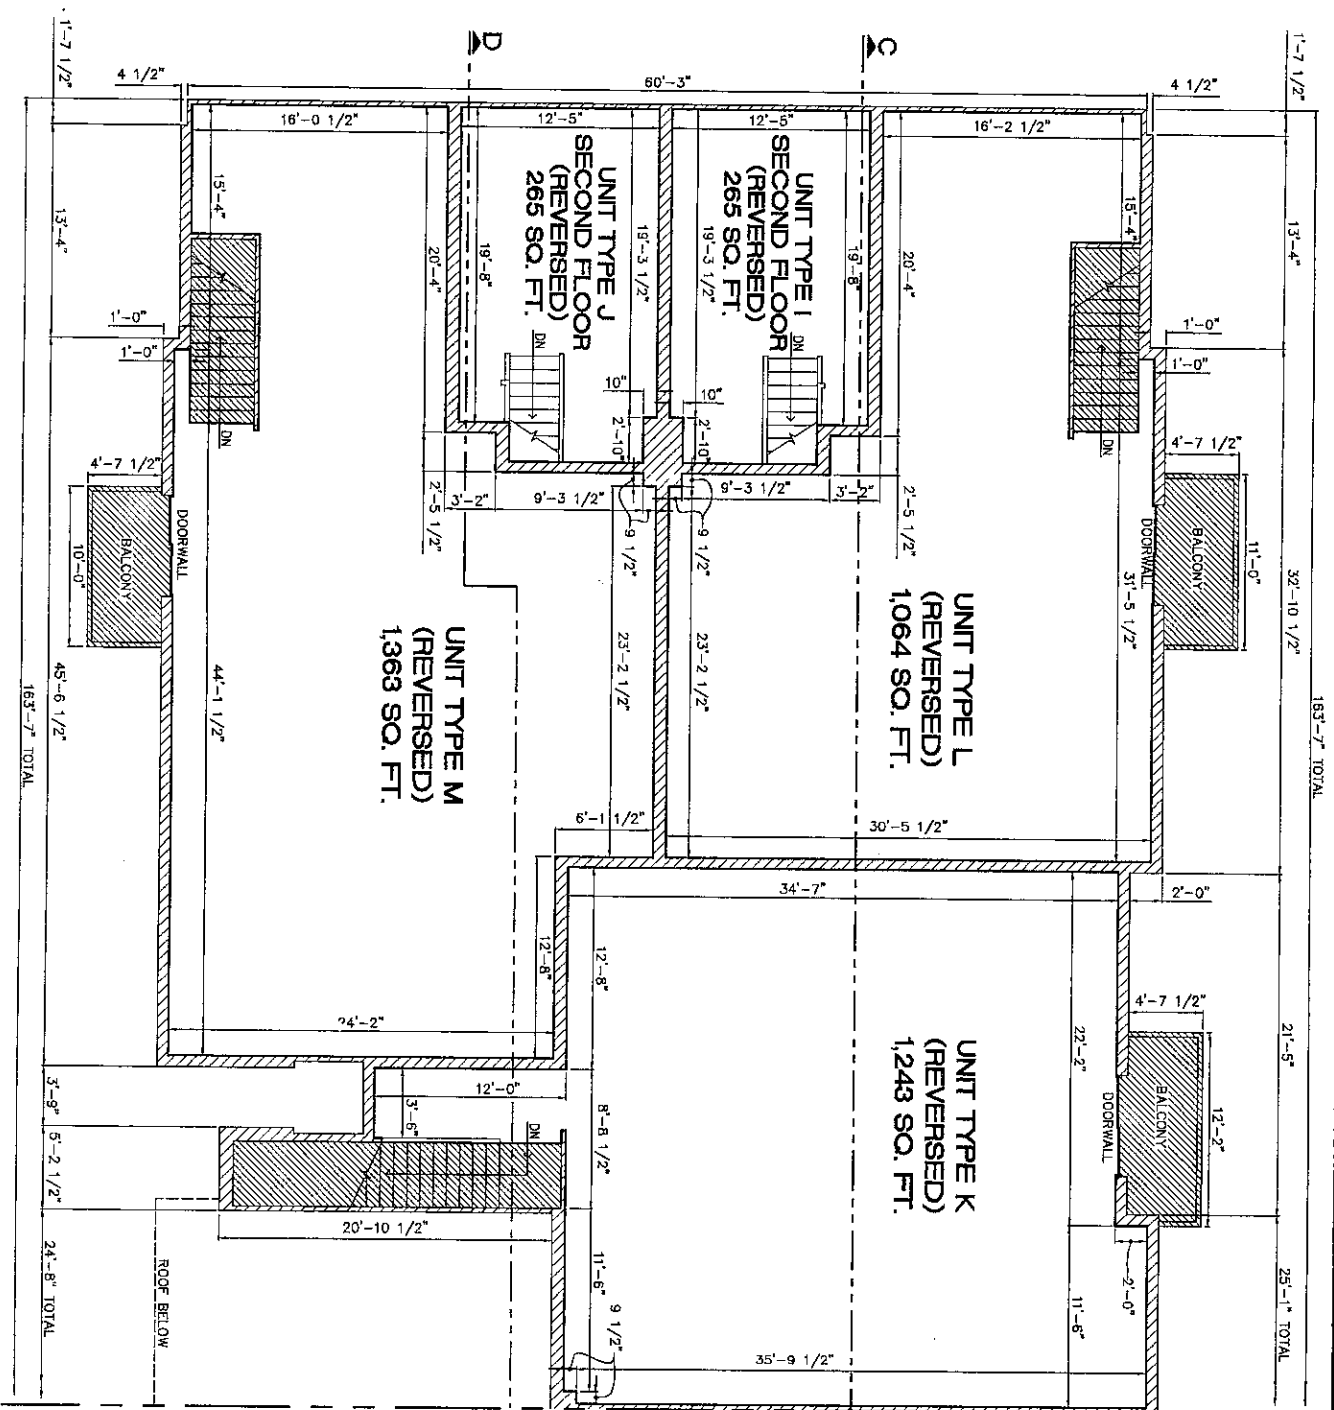 1'-7 1/2"
4 1/2"
D
C
60'-3"
1'-7 1/2"
4 1/2"
16'-0 1/2"
12'-5"
12'-5"
16'-2 1/2"
15'-4"
13'-4"
20'-4"
19'-8"
UNIT TYPE J
SECOND FLOOR
(REVERSED)
265 SQ. FT.
19'-3 1/2"
19'-3 1/2"
UNIT TYPE I
SECOND FLOOR
(REVERSED)
265 SQ. FT.
19'-8"
20'-4"
15'-4"
13'-4"
1'-0"
1'-0"
DN
DN
10"
10"
2'-10"
2'-10"
DN
DN
1'-0"
1'-0"
4'-7 1/2"
DOORWALL
BALCONY
10'-0"
2'-5 1/2"
3'-2"
9'-3 1/2"
9 1/2"
9 1/2"
9'-3 1/2"
3'-2"
2'-5 1/2"
4'-7 1/2"
DOORWALL
BALCONY
11'-0"
31'-5 1/2"
32'-10 1/2"
45'-6 1/2"
163'-7" TOTAL
44'-1 1/2"
UNIT TYPE M
(REVERSED)
1,363 SQ. FT.
23'-2 1/2"
23'-2 1/2"
UNIT TYPE L
(REVERSED)
1,064 SQ. FT.
163'-7" TOTAL
6'-1 1/2"
30'-5 1/2"
34'-7"
2'-0"
12'-8"
12'-8"
24'-2"
22'-2"
4'-7 1/2"
21'-5"
UNIT TYPE K
(REVERSED)
1,243 SQ. FT.
DOORWALL
BALCONY
12'-2"
3'-9"
12'-0"
3'-6"
8'-8 1/2"
DN
5'-2 1/2"
20'-10 1/2"
24'-8" TOTAL
ROOF BELOW
11'-6"
9 1/2"
35'-9 1/2"
11'-6"
2'-0"
25'-1" TOTAL